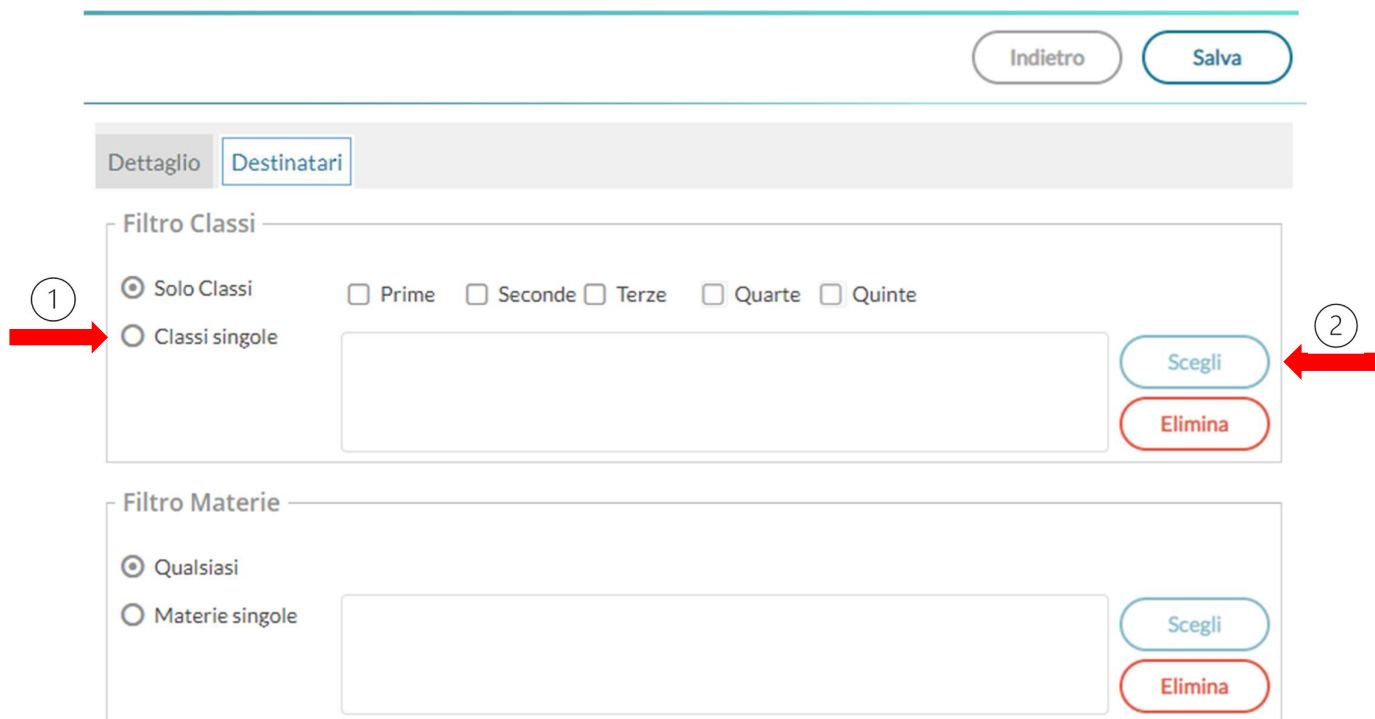 Indietro Salva
Dettaglio Destinatari
Filtro Classi
1 Solo Classi Prime Seconde Terze Quarte Quinte
Classi singole Scegli 2
Elimina
Filtro Materie
Qualsiasi
Materie singole Scegli
Elimina